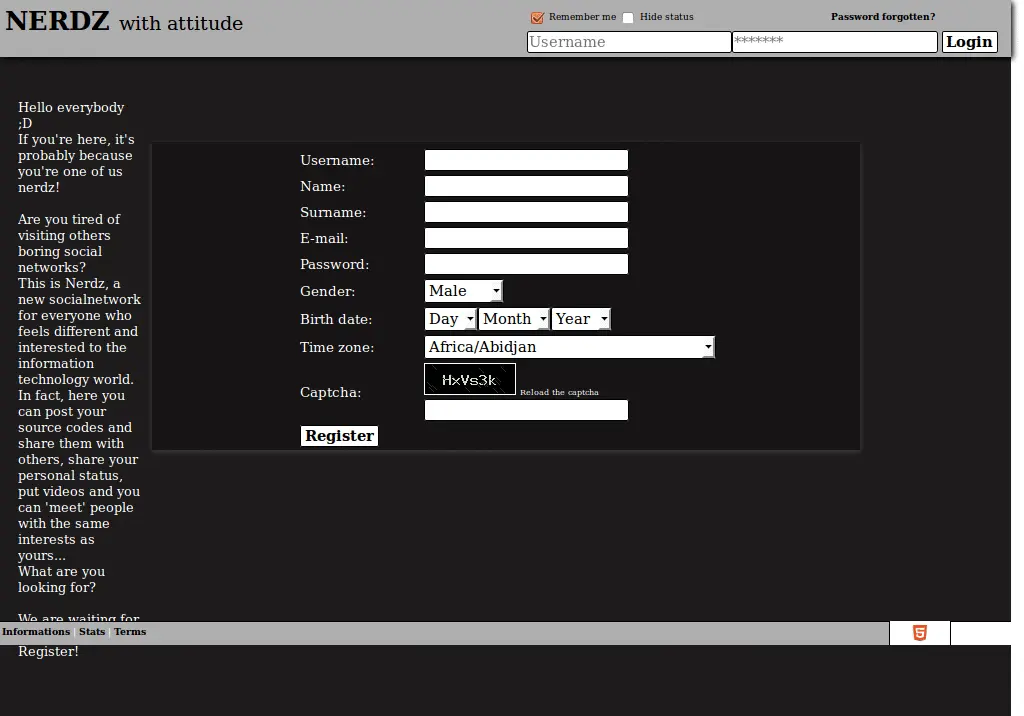 NERDZ with attitude
Remember me Hide status Password forgotten?
Username ******* Login
Hello everybody
;D
If you're here, it's
probably because
you're one of us
nerdz!
Are you tired of
visiting others
boring social
networks?
This is Nerdz, a
new socialnetwork
for everyone who
feels different and
interested to the
information
technology world.
In fact, here you
can post your
source codes and
share them with
others, share your
personal status,
put videos and you
can 'meet' people
with the same
interests as
yours...
What are you
looking for?
We are waiting for
Register!
Username:
Name:
Surname:
E-mail:
Password:
Gender: Male
Birth date: Day Month Year
Time zone: Africa/Abidjan
Captcha: HxVs3k Reload the captcha
Register
Informations | Stats | Terms